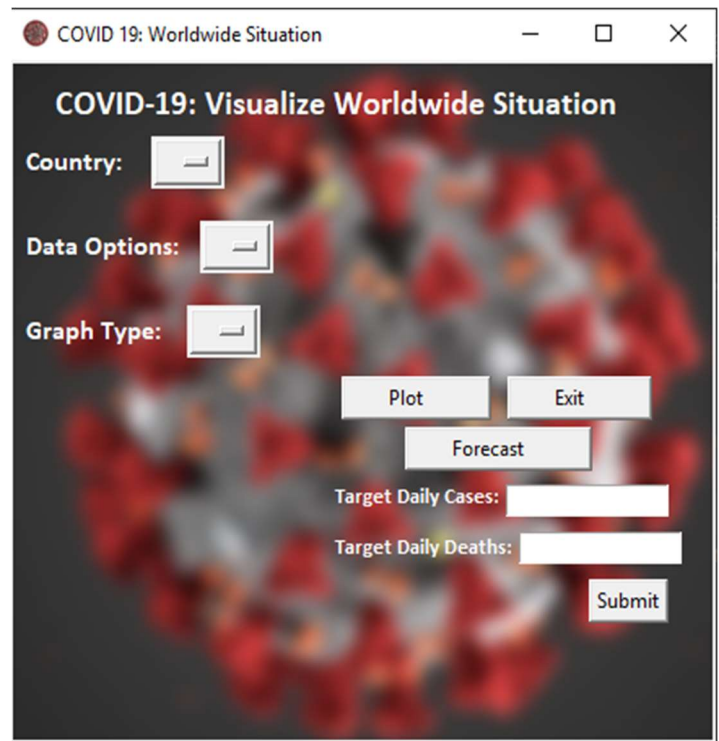 COVID 19: Worldwide Situation
COVID-19: Visualize Worldwide Situation
Country:
Data Options:
Graph Type:
Plot Exit
Forecast
Target Daily Cases:
Target Daily Deaths:
Submit